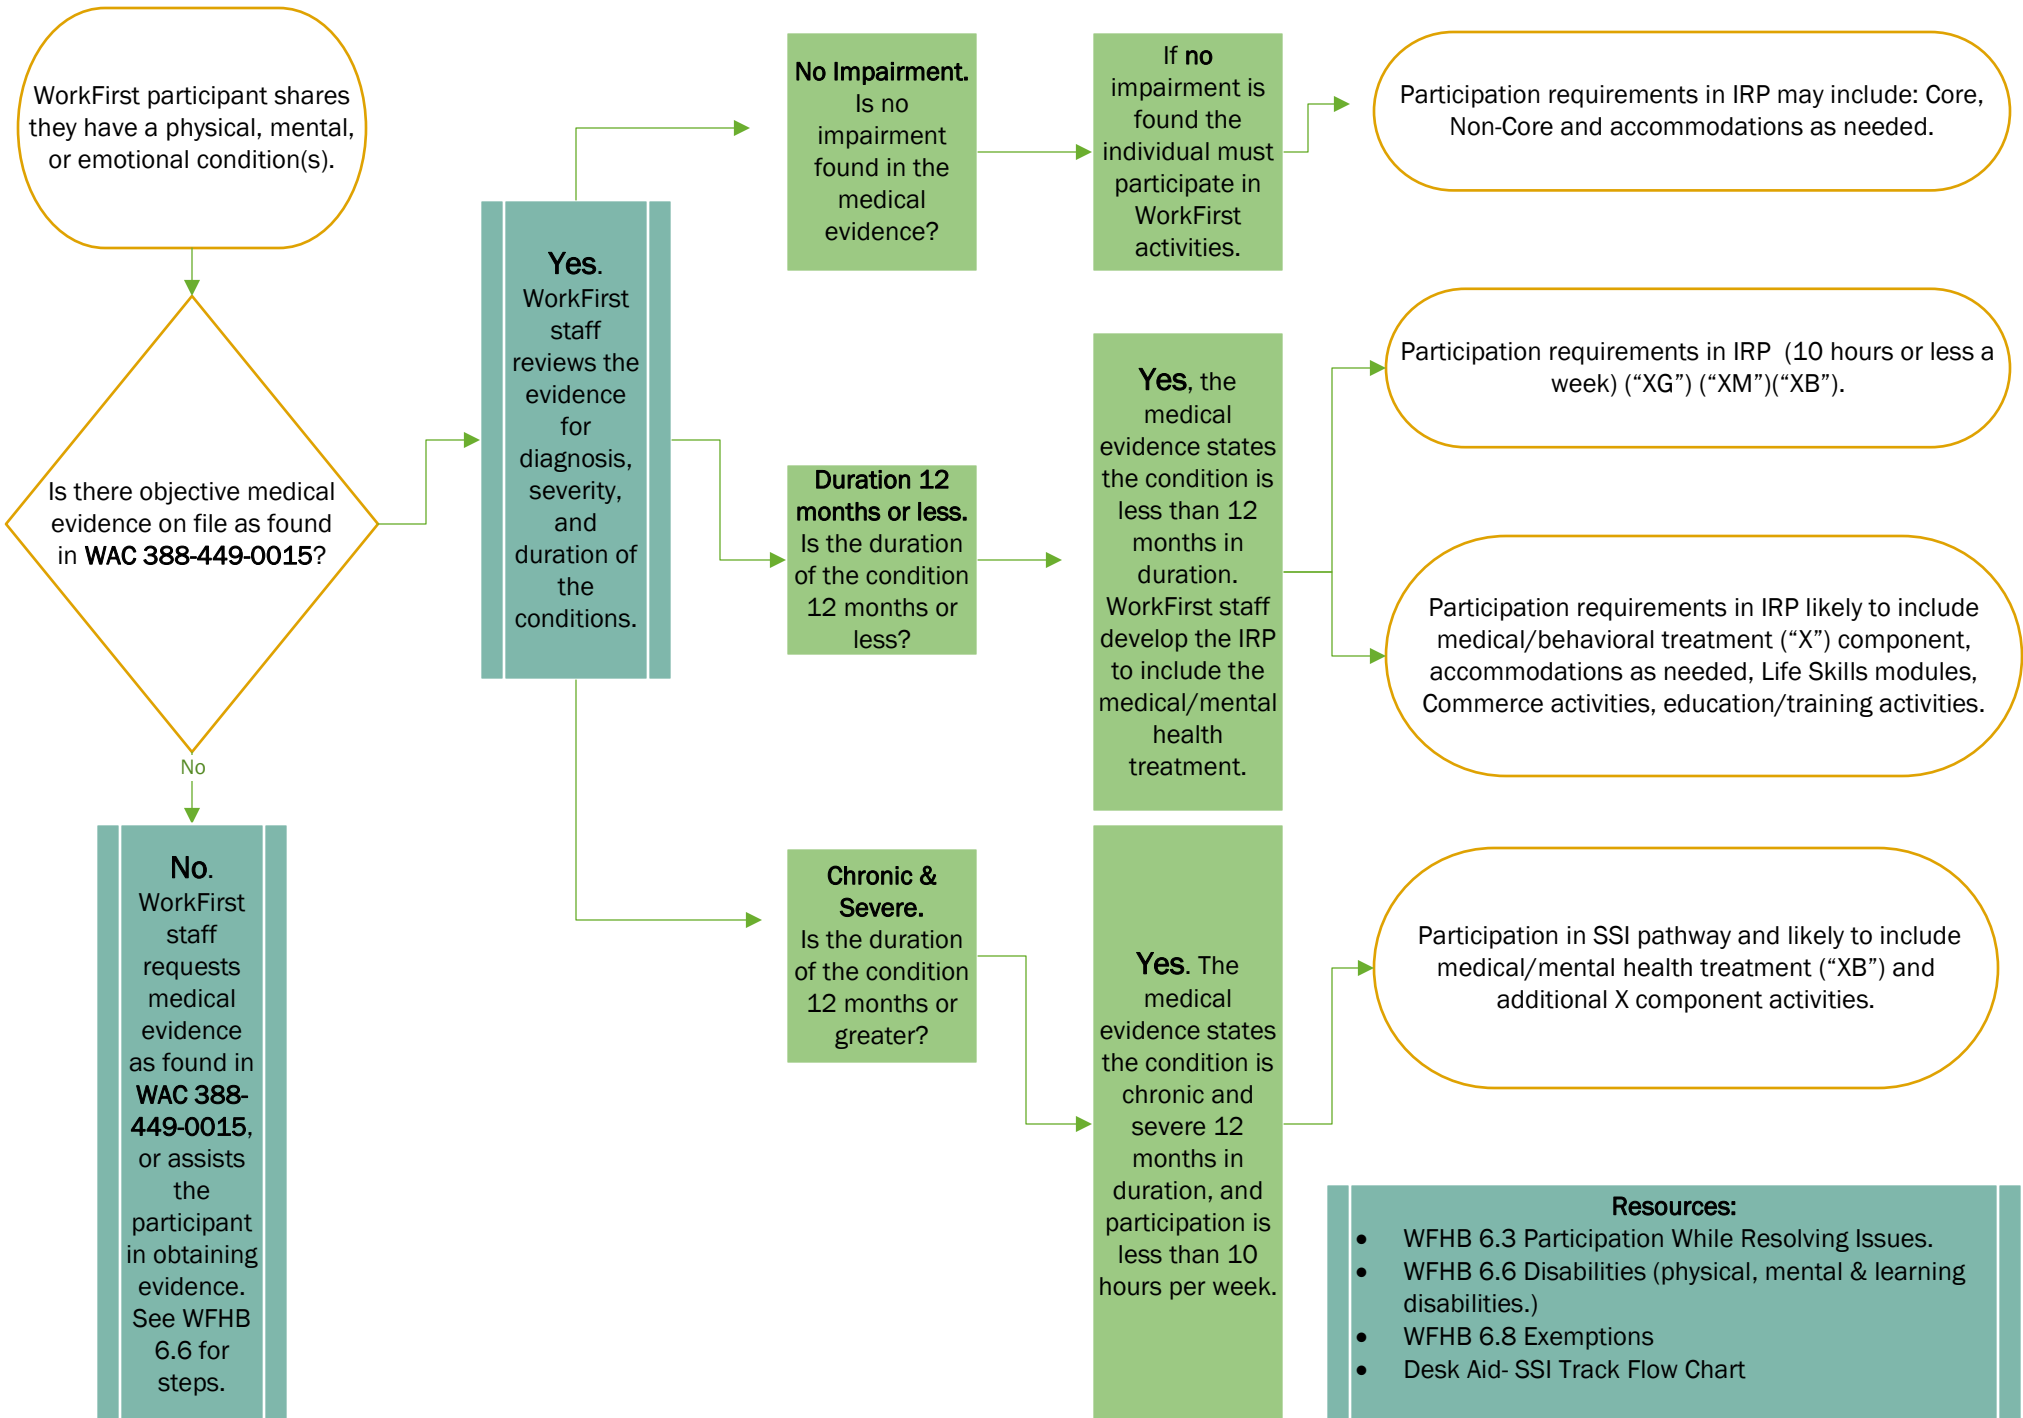 WorkFirst participant shares
they have a physical, mental,
or emotional condition(s).
Is there objective medical
evidence on file as found
in WAC 388-449-0015?
No
No.
WorkFirst
staff
requests
medical
evidence
as found in
WAC 388-
449-0015,
or assists
the
participant
in obtaining
evidence.
See WFHB
6.6 for
steps.
Yes.
WorkFirst
staff
reviews the
evidence
for
diagnosis,
severity,
and
duration of
the
conditions.
No Impairment.
Is no
impairment
found in the
medical
evidence?
If no
impairment is
found the
individual must
participate in
WorkFirst
activities.
Participation requirements in IRP may include: Core,
Non-Core and accommodations as needed.
Duration 12
months or less.
Is the duration
of the condition
12 months or
less?
Yes, the
medical
evidence states
the condition is
less than 12
months in
duration.
WorkFirst staff
develop the IRP
to include the
medical/mental
health
treatment.
Participation requirements in IRP  (10 hours or less a
week) (“XG”) (“XM”)(“XB”).
Participation requirements in IRP likely to include
medical/behavioral treatment (“X”) component,
accommodations as needed, Life Skills modules,
Commerce activities, education/training activities.
Chronic &
Severe.
Is the duration
of the condition
12 months or
greater?
Yes. The
medical
evidence states
the condition is
chronic and
severe 12
months in
duration, and
participation is
less than 10
hours per week.
Participation in SSI pathway and likely to include
medical/mental health treatment (“XB”) and
additional X component activities.
Resources:
• WFHB 6.3 Participation While Resolving Issues.
• WFHB 6.6 Disabilities (physical, mental & learning
disabilities.)
• WFHB 6.8 Exemptions
• Desk Aid- SSI Track Flow Chart